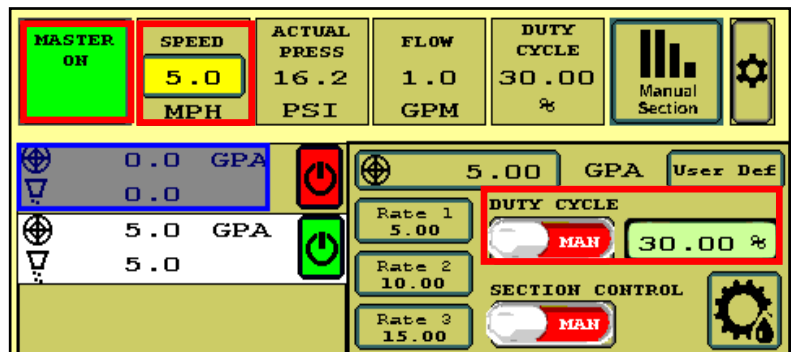 MASTER
ON
SPEED
5.0
MPH
ACTUAL
PRESS
16.2
PSI
FLOW
1.0
GPM
DUTY
CYCLE
30.00
%
Manual
Section
0.0 GPA
0.0
5.0 GPA
5.0
5.00 GPA
User Def
Rate 1
5.00
Rate 2
10.00
Rate 3
15.00
DUTY CYCLE
MAN
30.00 %
SECTION CONTROL
MAN